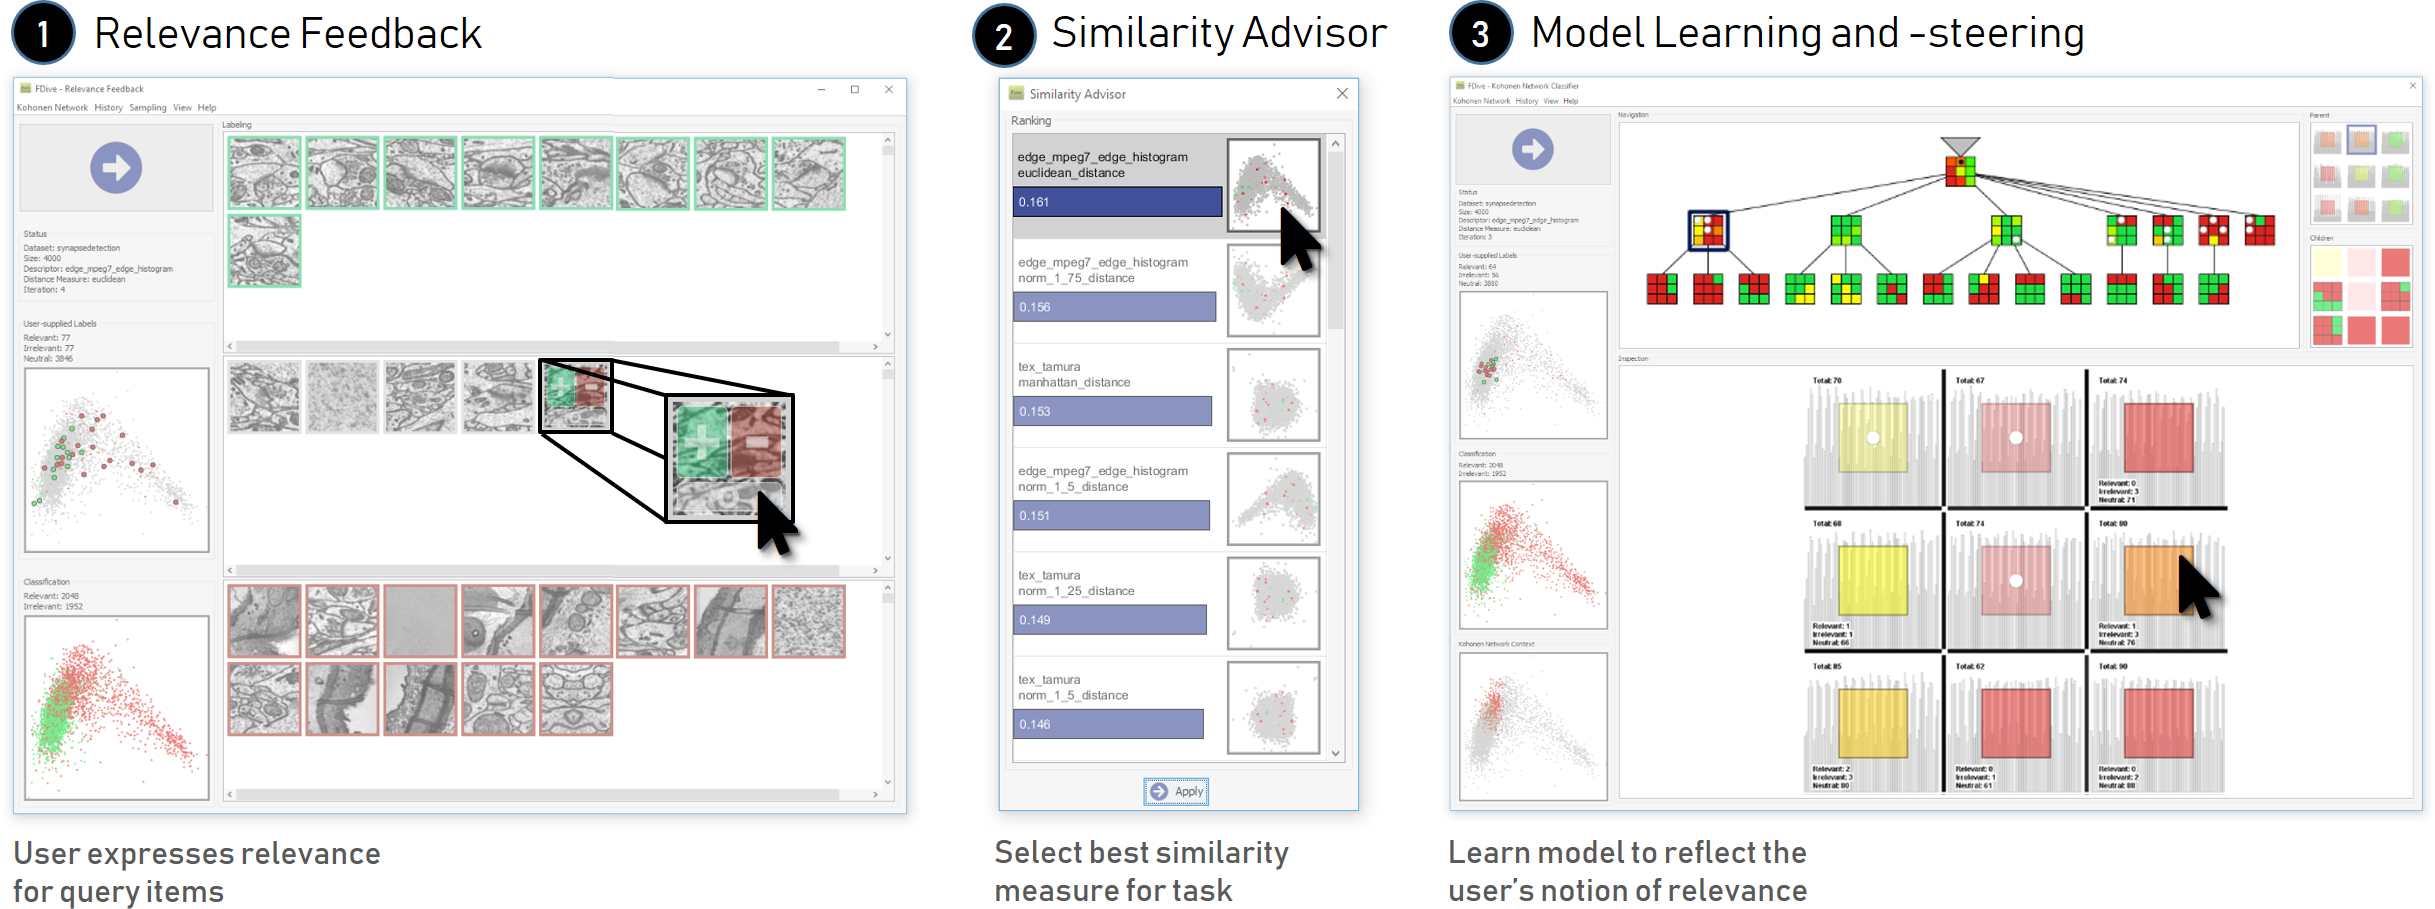 1 Relevance Feedback
FDive - Relevance Feedback
Kohonen Network History Sampling View Help
Labeling
Status
Dataset: synapsedetection
Size: 4000
Descriptor: edge_mpeg7_edge_histogram
Distance Measure: euclidean
Iteration: 4
User-supplied Labels
Relevant: 77
Irrelevant: 77
Neutral: 3846
Classification
Relevant: 2048
Irrelevant: 1952
User expresses relevance
for query items
2 Similarity Advisor
Similarity Advisor
Ranking
edge_mpeg7_edge_histogram
euclidean_distance
0.161
edge_mpeg7_edge_histogram
norm_1_75_distance
0.156
tex_tamura
manhattan_distance
0.153
edge_mpeg7_edge_histogram
norm_1_5_distance
0.151
tex_tamura
norm_1_25_distance
0.149
tex_tamura
norm_1_5_distance
0.146
Apply
Select best similarity
measure for task
3 Model Learning and -steering
FDive - Kohonen Network Classifier
Kohonen Network History View Help
Status
Dataset: synapsedetection
Size: 4000
Descriptor: edge_mpeg7_edge_histogram
Distance Measure: euclidean
Iteration: 3
User-supplied Labels
Relevant: 64
Irrelevant: 56
Neutral: 3880
Classification
Relevant: 2048
Irrelevant: 1952
Kohonen Network Context
Navigation
Parent
Children
Inspection
Total: 70
Total: 67
Total: 74
Relevant: 0
Irrelevant: 3
Neutral: 71
Total: 68
Relevant: 1
Irrelevant: 1
Neutral: 66
Total: 74
Total: 80
Relevant: 1
Irrelevant: 3
Neutral: 76
Total: 85
Relevant: 2
Irrelevant: 3
Neutral: 80
Total: 62
Relevant: 0
Irrelevant: 1
Neutral: 61
Total: 90
Relevant: 0
Irrelevant: 2
Neutral: 88
Learn model to reflect the
user's notion of relevance